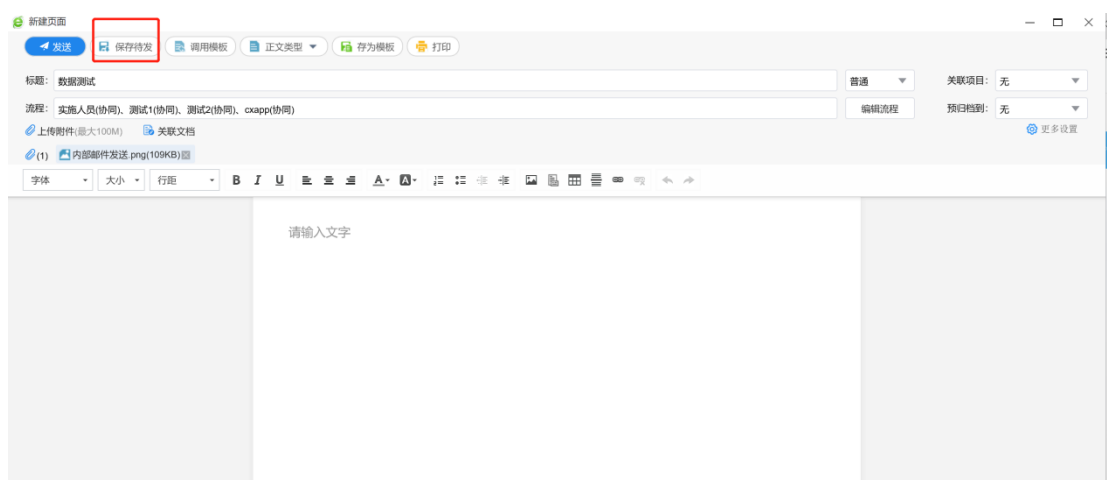 新建页面
发送 保存待发 调用模板 正文类型 存为模板 打印
标题: 数据测试 普通 关联项目: 无
流程: 实施人员(协同)、测试1(协同)、测试2(协同)、cxapp(协同) 编辑流程 预归档到: 无
上传附件(最大100M) 关联文档 更多设置
(1) 内部邮件发送.png(109KB)
字体 大小 行距 B I U A A
请输入文字